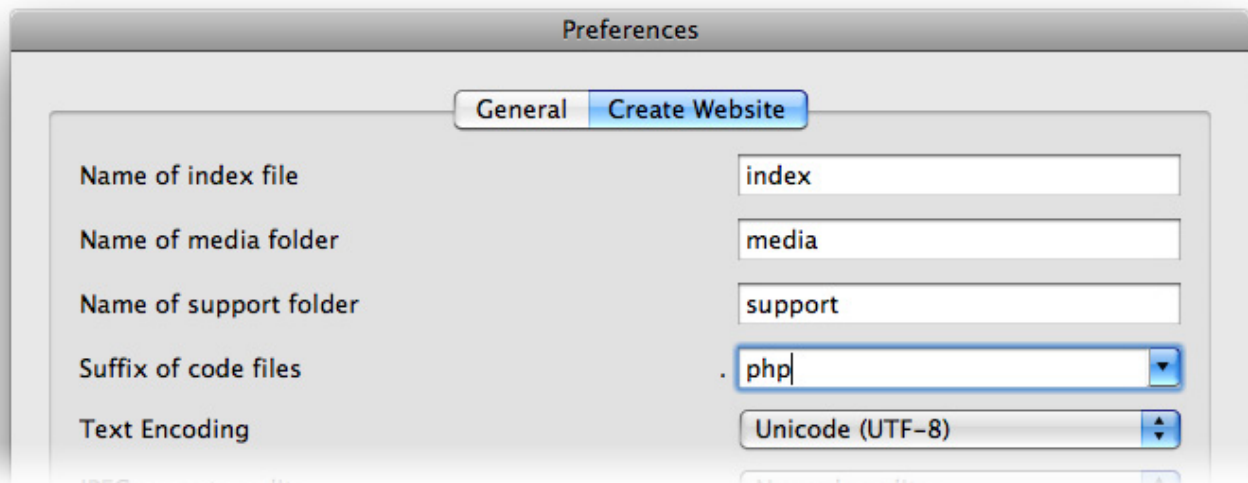 Preferences
General Create Website
Name of index file index
Name of media folder media
Name of support folder support
Suffix of code files . php
Text Encoding Unicode (UTF-8)